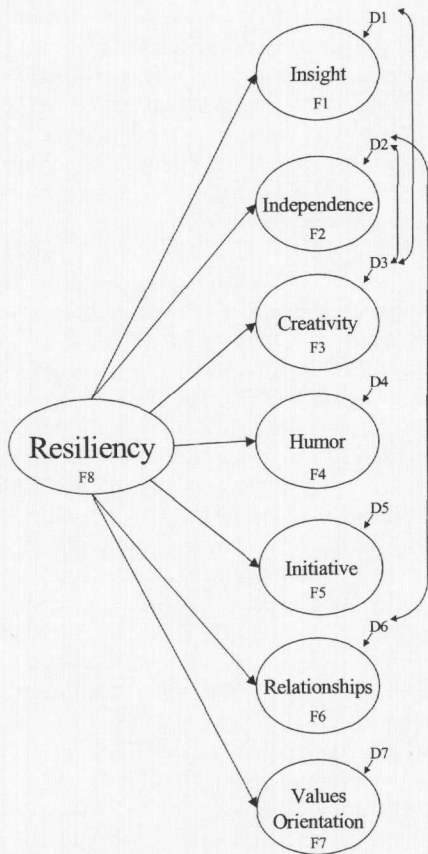 D1
Insight
F1
D2
Independence
F2
D3
Creativity
F3
D4
Humor
F4
Resiliency
F8
D5
Initiative
F5
D6
Relationships
F6
D7
Values
Orientation
F7